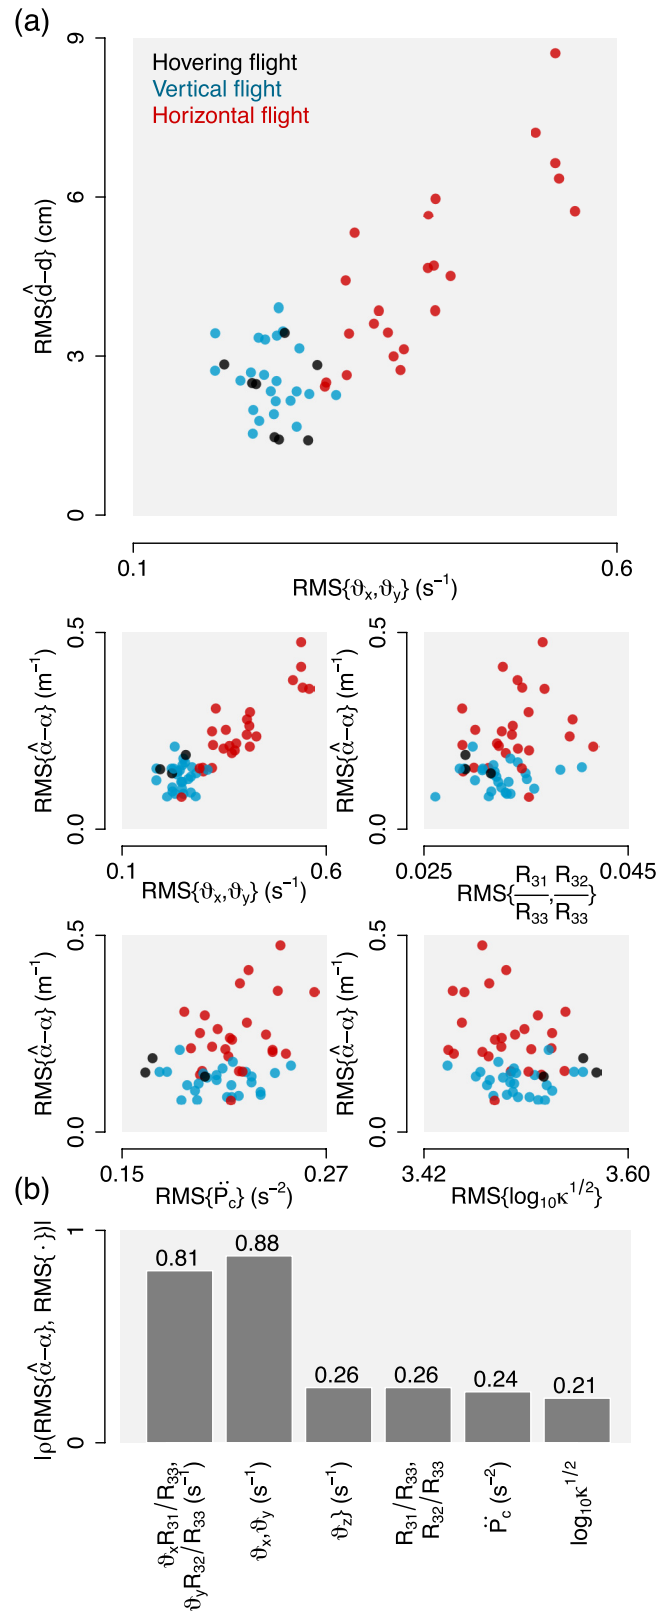 (a)
9
6
3
0
RMS{d̂−d} (cm)
Hovering flight
Vertical flight
Horizontal flight
0.1
0.6
RMS{ϑx,ϑy} (s⁻¹)
0.5
0.0
RMS{α̂−α} (m⁻¹)
0.1
0.6
RMS{ϑx,ϑy} (s⁻¹)
0.5
0.0
RMS{α̂−α} (m⁻¹)
0.025
0.045
RMS{R31/R33,R32/R33}
0.5
0.0
RMS{α̂−α} (m⁻¹)
0.15
0.27
RMS{P̈c} (s⁻²)
0.5
0.0
RMS{α̂−α} (m⁻¹)
3.42
3.60
RMS{log10κ^1/2}
(b)
1
0
|ρ(RMS{α̂−α}, RMS{·})|
0.81
0.88
0.26
0.26
0.24
0.21
ϑxR31/R33,
ϑyR32/R33 (s⁻¹)
ϑx,ϑy (s⁻¹)
ϑz} (s⁻¹)
R31/R33,
R32/R33
P̈c (s⁻²)
log10κ^1/2